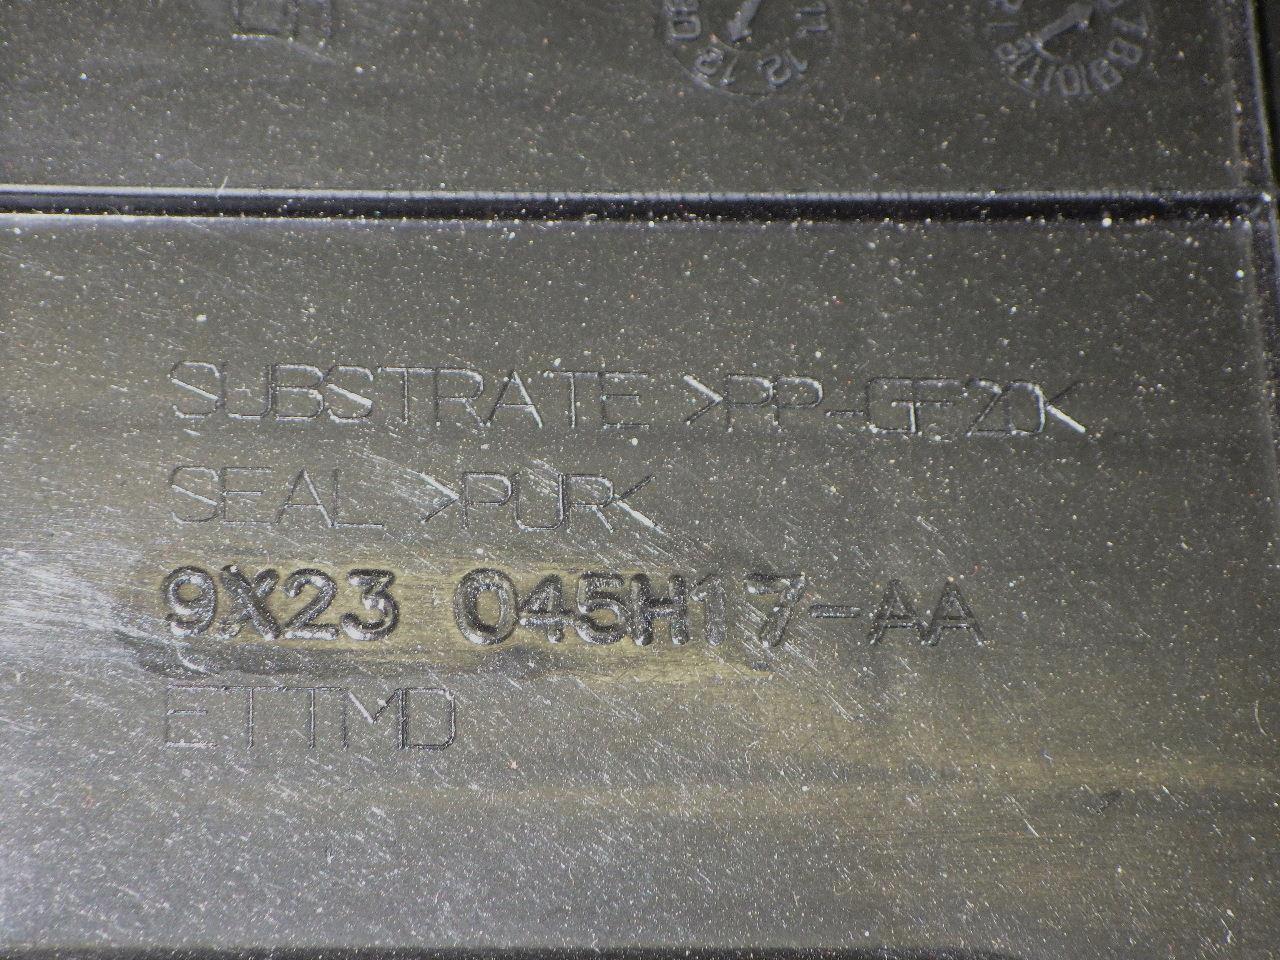 SUBSTRATE >PP-GF20<
SEAL >PUR<
9X23 045H17-AA
ETTMD